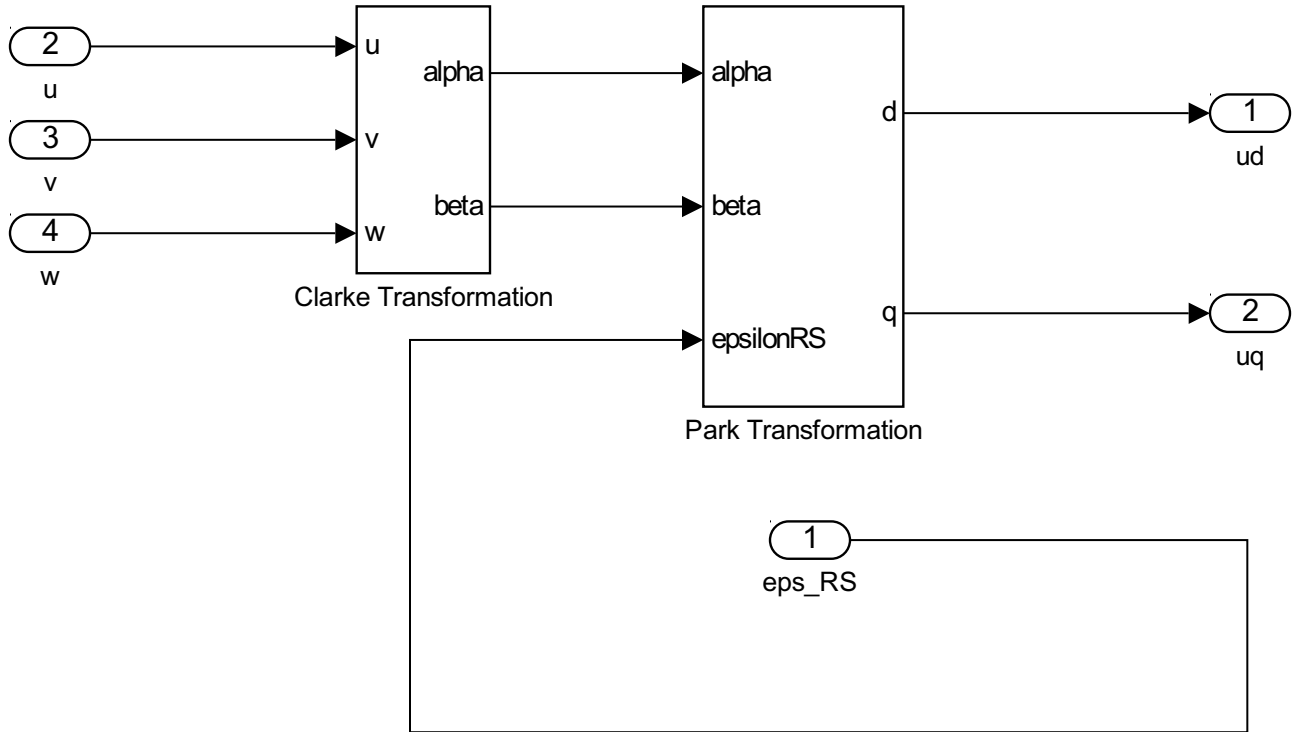 2
u
3
v
4
w
u
v
w
alpha
beta
Clarke Transformation
alpha
beta
epsilonRS
d
q
Park Transformation
1
ud
2
uq
1
eps_RS